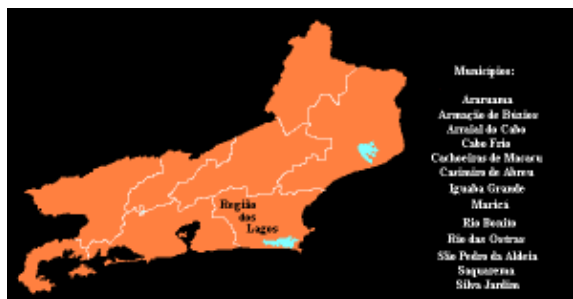 Região
dos
Lagos
Municípios:
Araruama
Armação de Búzios
Arraial do Cabo
Cabo Frio
Cachoeiras de Macacu
Casimiro de Abreu
Iguaba Grande
Maricá
Rio Bonito
Rio das Ostras
São Pedro da Aldeia
Saquarema
Silva Jardim